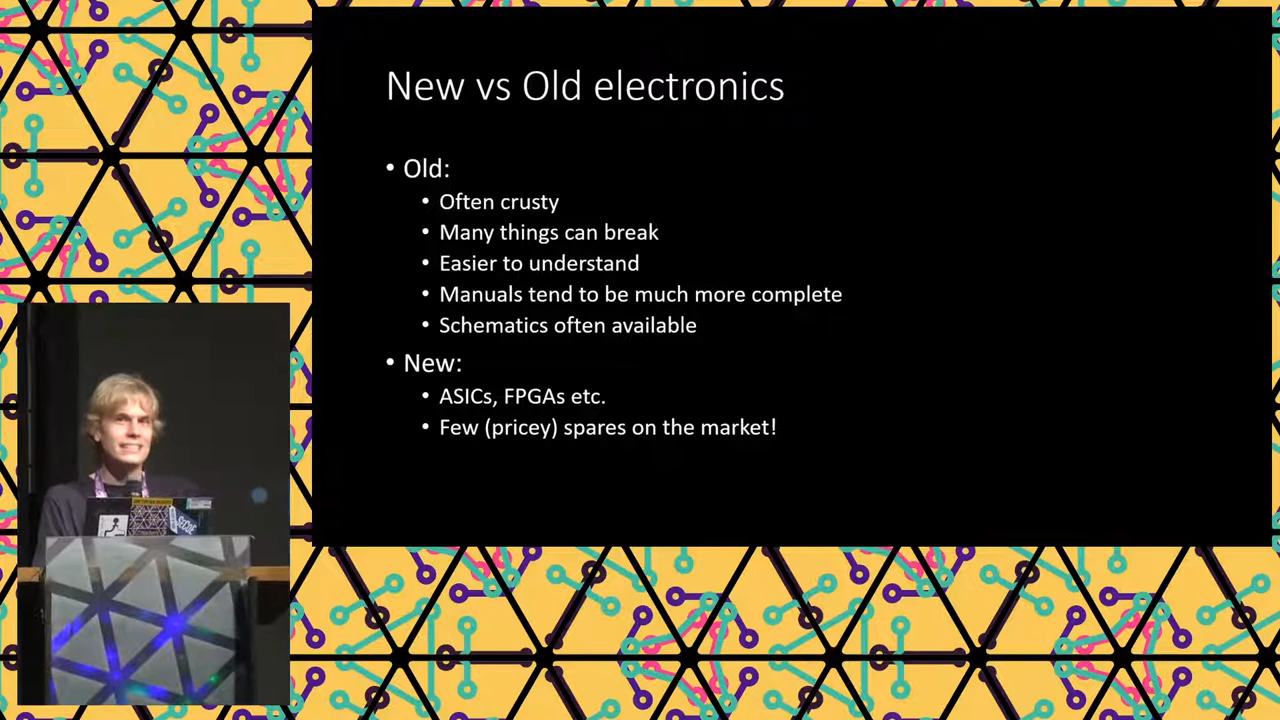 New vs Old electronics
• Old:
• Often crusty
• Many things can break
• Easier to understand
• Manuals tend to be much more complete
• Schematics often available
• New:
• ASICs, FPGAs etc.
• Few (pricey) spares on the market!